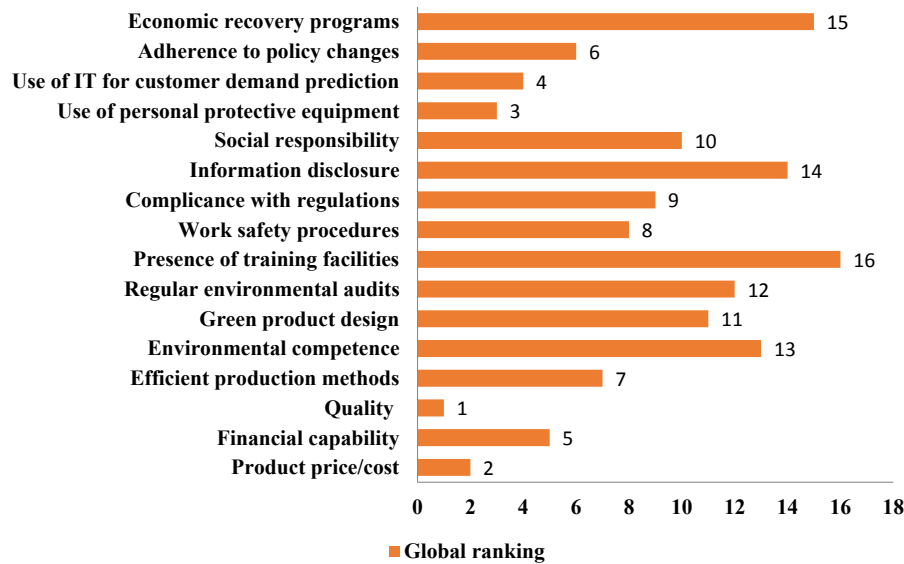 Economic recovery programs 15
Adherence to policy changes 6
Use of IT for customer demand prediction 4
Use of personal protective equipment 3
Social responsibility 10
Information disclosure 14
Complicance with regulations 9
Work safety procedures 8
Presence of training facilities 16
Regular environmental audits 12
Green product design 11
Environmental competence 13
Efficient production methods 7
Quality 1
Financial capability 5
Product price/cost 2
0 2 4 6 8 10 12 14 16 18
Global ranking